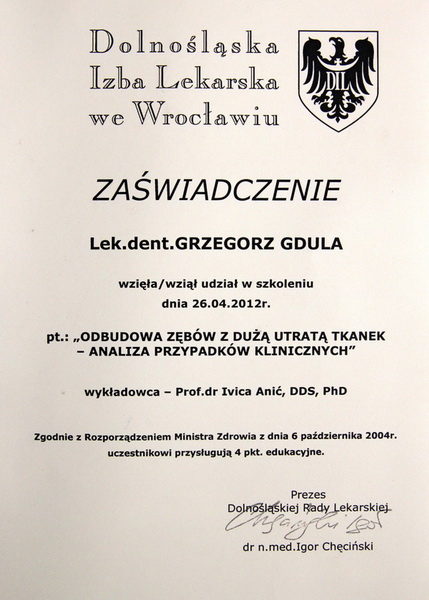 Dolnośląska
Izba Lekarska
we Wrocławiu
DIL
ZAŚWIADCZENIE
Lek.dent.GRZEGORZ GDULA
wzięła/wziął udział w szkoleniu
dnia 26.04.2012r.
pt.: „ODBUDOWA ZĘBÓW Z DUŻĄ UTRATĄ TKANEK
– ANALIZA PRZYPADKÓW KLINICZNYCH”
wykładowca – Prof.dr Ivica Anić, DDS, PhD
Zgodnie z Rozporządzeniem Ministra Zdrowia z dnia 6 października 2004r.
uczestnikowi przysługują 4 pkt. edukacyjne.
Prezes
Dolnośląskiej Rady Lekarskiej
dr n.med.Igor Chęciński